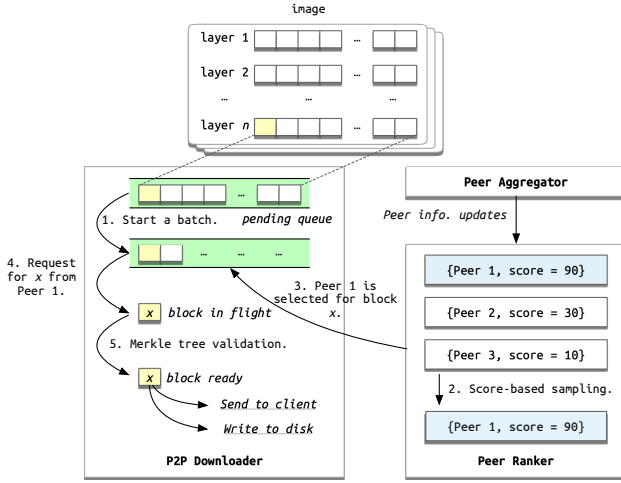 image
layer 1 …
layer 2 …
… …
layer n …
…
1. Start a batch. pending queue
… … …
4. Request
for x from
Peer 1.
x block in flight
5. Merkle tree validation.
x block ready
Send to client
Write to disk
P2P Downloader
3. Peer 1 is
selected for block
x.
Peer Aggregator
Peer info. updates
{Peer 1, score = 90}
{Peer 2, score = 30}
{Peer 3, score = 10}
2. Score-based sampling.
{Peer 1, score = 90}
Peer Ranker